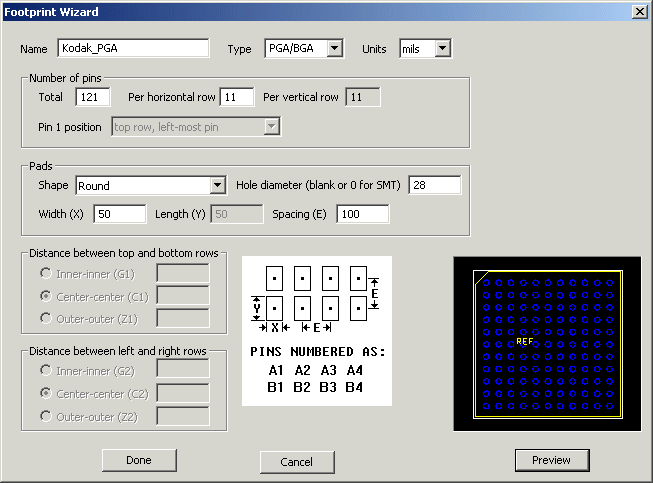 Footprint Wizard
Name Kodak_PGA Type PGA/BGA Units mils
Number of pins
Total 121 Per horizontal row 11 Per vertical row 11
Pin 1 position top row, left-most pin
Pads
Shape Round Hole diameter (blank or 0 for SMT) 28
Width (X) 50 Length (Y) 50 Spacing (E) 100
Distance between top and bottom rows
Inner-inner (G1)
Center-center (C1)
Outer-outer (Z1)
Distance between left and right rows
Inner-inner (G2)
Center-center (C2)
Outer-outer (Z2)
E
Y
X E
PINS NUMBERED AS:
A1 A2 A3 A4
B1 B2 B3 B4
REF
Done Cancel Preview